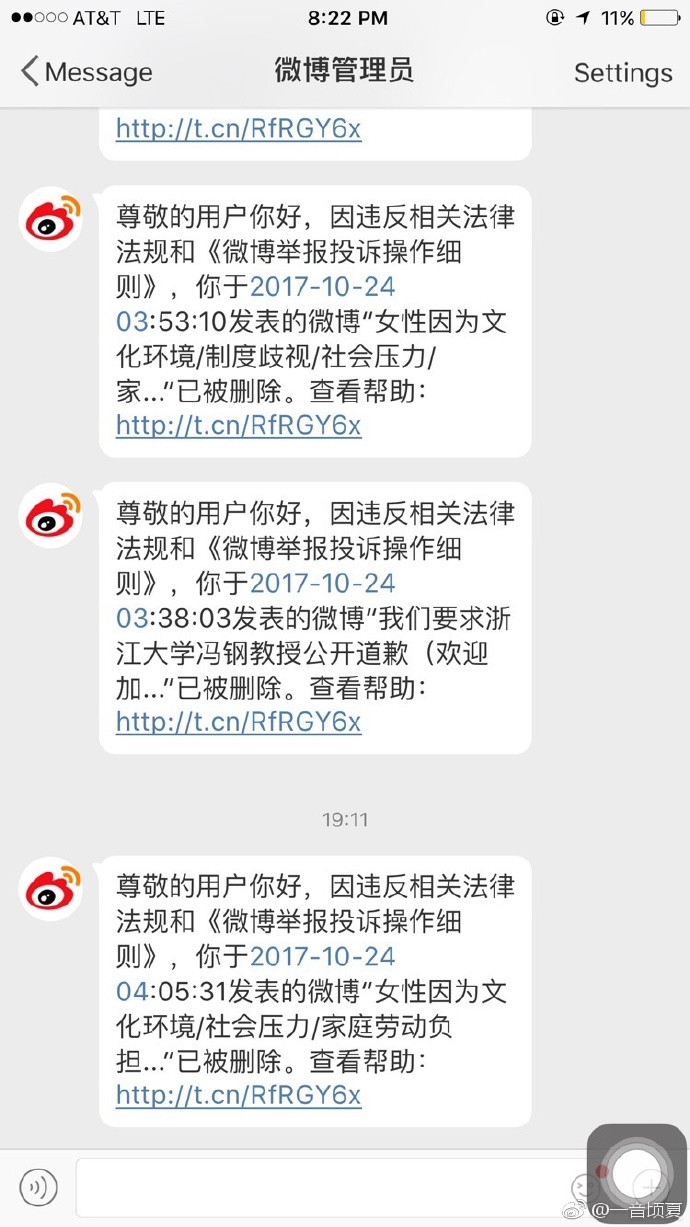 AT&T LTE 8:22 PM 11%
Message 微博管理员 Settings
http://t.cn/RfRGY6x
尊敬的用户你好，因违反相关法律
法规和《微博举报投诉操作细
则》，你于2017-10-24
03:53:10发表的微博“女性因为文
化环境/制度歧视/社会压力/
家...“已被删除。查看帮助：
http://t.cn/RfRGY6x
尊敬的用户你好，因违反相关法律
法规和《微博举报投诉操作细
则》，你于2017-10-24
03:38:03发表的微博“我们要求浙
江大学冯钢教授公开道歉（欢迎
加...“已被删除。查看帮助：
http://t.cn/RfRGY6x
19:11
尊敬的用户你好，因违反相关法律
法规和《微博举报投诉操作细
则》，你于2017-10-24
04:05:31发表的微博“女性因为文
化环境/社会压力/家庭劳动负
担...“已被删除。查看帮助：
http://t.cn/RfRGY6x
@一音顷夏